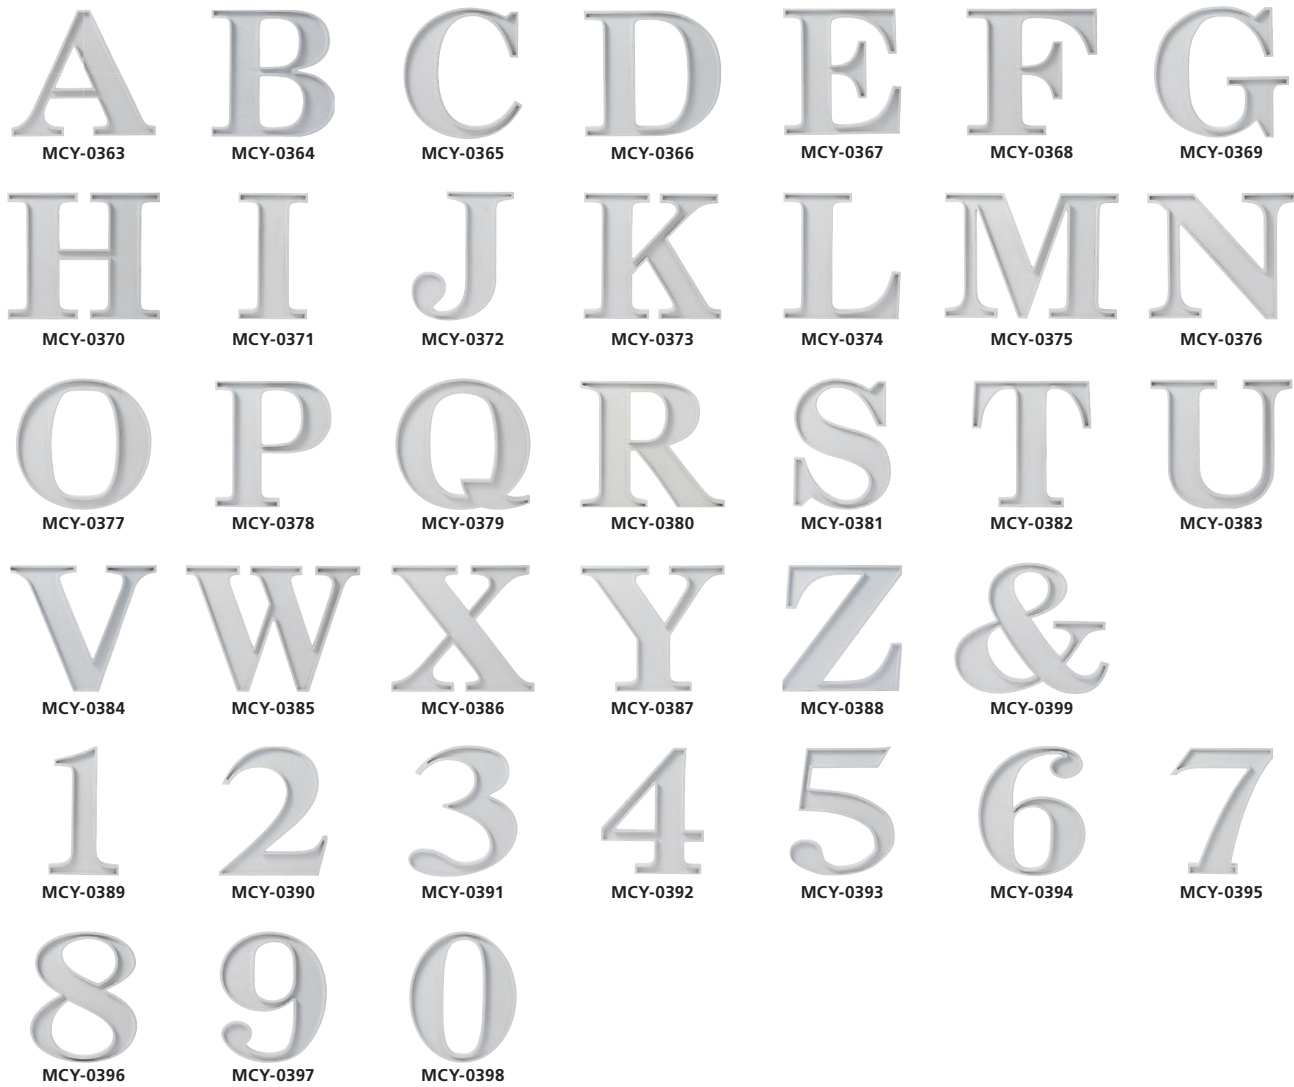 A B C D E F G
MCY-0363 MCY-0364 MCY-0365 MCY-0366 MCY-0367 MCY-0368 MCY-0369
H I J K L M N
MCY-0370 MCY-0371 MCY-0372 MCY-0373 MCY-0374 MCY-0375 MCY-0376
O P Q R S T U
MCY-0377 MCY-0378 MCY-0379 MCY-0380 MCY-0381 MCY-0382 MCY-0383
V W X Y Z &
MCY-0384 MCY-0385 MCY-0386 MCY-0387 MCY-0388 MCY-0399
1 2 3 4 5 6 7
MCY-0389 MCY-0390 MCY-0391 MCY-0392 MCY-0393 MCY-0394 MCY-0395
8 9 0
MCY-0396 MCY-0397 MCY-0398